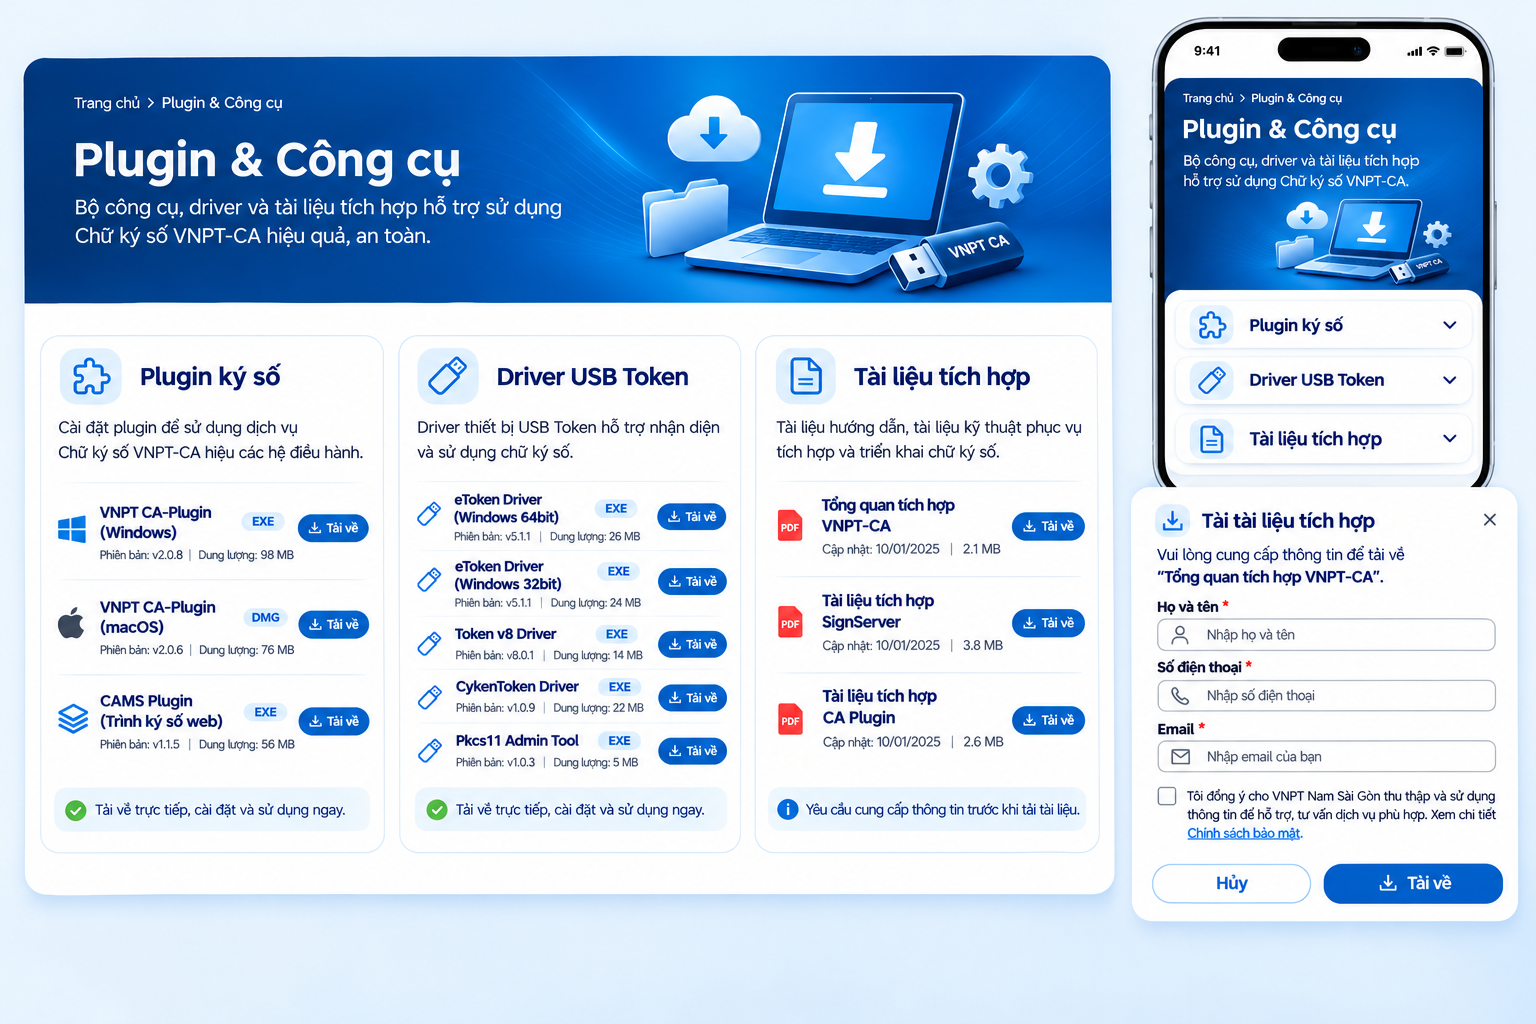 Trang chủ > Plugin & Công cụ
Plugin & Công cụ
Bộ công cụ, driver và tài liệu tích hợp hỗ trợ sử dụng
Chữ ký số VNPT-CA hiệu quả, an toàn.
VNPT CA
Plugin ký số
Cài đặt plugin để sử dụng dịch vụ
Chữ ký số VNPT-CA hiệu các hệ điều hành.
VNPT CA-Plugin
(Windows)
EXE
Tải về
Phiên bản: v2.0.8 | Dung lượng: 98 MB
VNPT CA-Plugin
(macOS)
DMG
Tải về
Phiên bản: v2.0.6 | Dung lượng: 76 MB
CAMS Plugin
(Trình ký số web)
EXE
Tải về
Phiên bản: v1.1.5 | Dung lượng: 56 MB
Tải về trực tiếp, cài đặt và sử dụng ngay.
Driver USB Token
Driver thiết bị USB Token hỗ trợ nhận diện
và sử dụng chữ ký số.
eToken Driver
(Windows 64bit)
EXE
Tải về
Phiên bản: v5.1.1 | Dung lượng: 26 MB
eToken Driver
(Windows 32bit)
EXE
Tải về
Phiên bản: v5.1.1 | Dung lượng: 24 MB
Token v8 Driver
EXE
Tải về
Phiên bản: v8.0.1 | Dung lượng: 14 MB
CykenToken Driver
EXE
Tải về
Phiên bản: v1.0.9 | Dung lượng: 22 MB
Pkcs11 Admin Tool
EXE
Tải về
Phiên bản: v1.0.3 | Dung lượng: 5 MB
Tải về trực tiếp, cài đặt và sử dụng ngay.
Tài liệu tích hợp
Tài liệu hướng dẫn, tài liệu kỹ thuật phục vụ
tích hợp và triển khai chữ ký số.
PDF
Tổng quan tích hợp
VNPT-CA
Tải về
Cập nhật: 10/01/2025 | 2.1 MB
PDF
Tài liệu tích hợp
SignServer
Tải về
Cập nhật: 10/01/2025 | 3.8 MB
PDF
Tài liệu tích hợp
CA Plugin
Tải về
Cập nhật: 10/01/2025 | 2.6 MB
Yêu cầu cung cấp thông tin trước khi tải tài liệu.
9:41
Trang chủ > Plugin & Công cụ
Plugin & Công cụ
Bộ công cụ, driver và tài liệu tích hợp
hỗ trợ sử dụng Chữ ký số VNPT-CA.
VNPT CA
Plugin ký số
Driver USB Token
Tài liệu tích hợp
Tải tài liệu tích hợp
Vui lòng cung cấp thông tin để tải về
“Tổng quan tích hợp VNPT-CA”.
Họ và tên *
Nhập họ và tên
Số điện thoại *
Nhập số điện thoại
Email *
Nhập email của bạn
Tôi đồng ý cho VNPT Nam Sài Gòn thu thập và sử dụng
thông tin để hỗ trợ, tư vấn dịch vụ phù hợp. Xem chi tiết
Chính sách bảo mật.
Hủy
Tải về